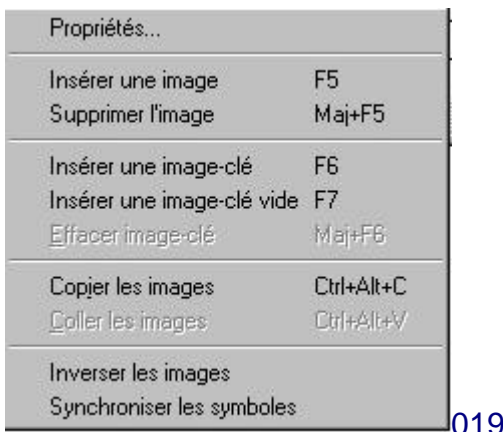 Propriétés...
Insérer une image F5
Supprimer l'image Maj+F5
Insérer une image-clé F6
Insérer une image-clé vide F7
Effacer image-clé Maj+F6
Copier les images Ctrl+Alt+C
Coller les images Ctrl+Alt+V
Inverser les images
Synchroniser les symboles
019